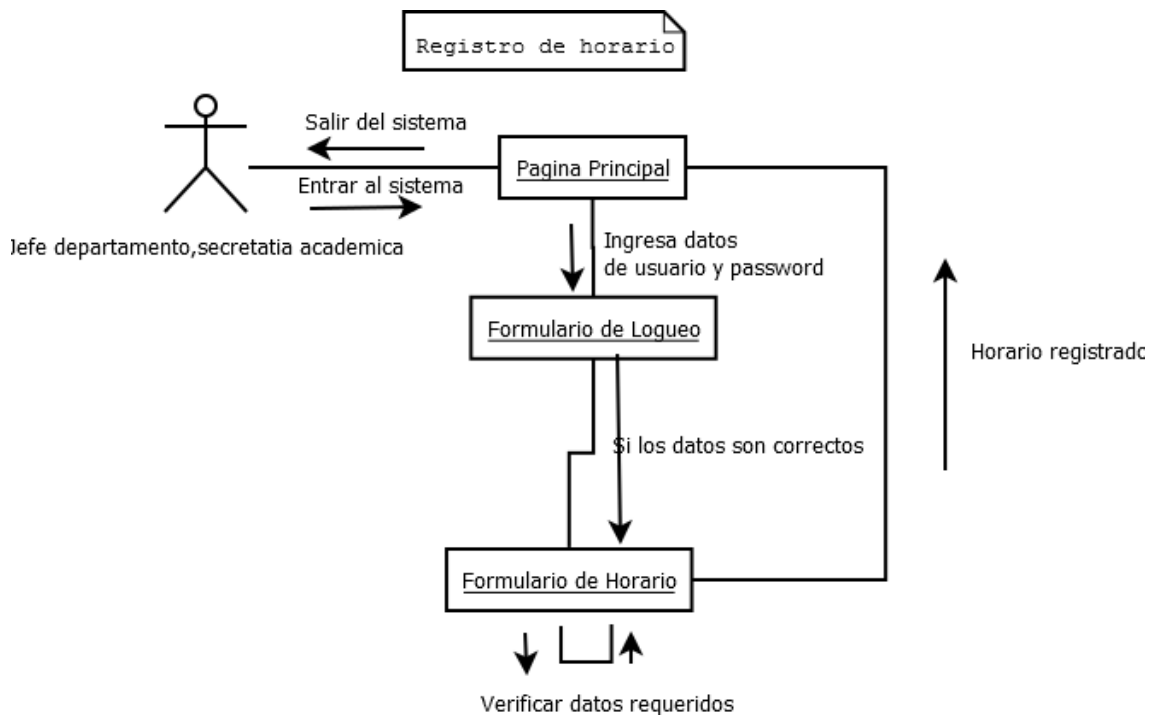 Registro de horario
Salir del sistema
Pagina Principal
Entrar al sistema
Jefe departamento,secretatia academica
Ingresa datos
de usuario y password
Formulario de Logueo
Horario registrado
Si los datos son correctos
Formulario de Horario
Verificar datos requeridos